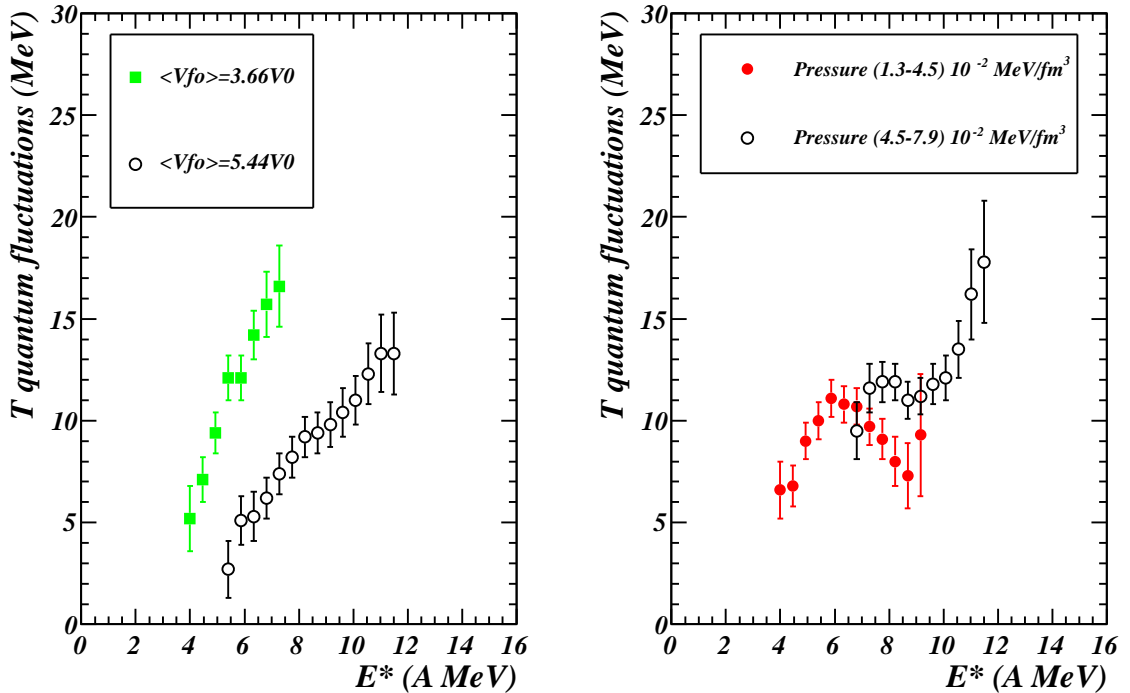 T quantum fluctuations (MeV)
30
25
20
15
10
5
0
<Vfo>=3.66V0
<Vfo>=5.44V0
0 2 4 6 8 10 12 14 16
E* (A MeV)
T quantum fluctuations (MeV)
30
25
20
15
10
5
0
Pressure (1.3-4.5) 10 -2 MeV/fm3
Pressure (4.5-7.9) 10 -2 MeV/fm3
0 2 4 6 8 10 12 14 16
E* (A MeV)